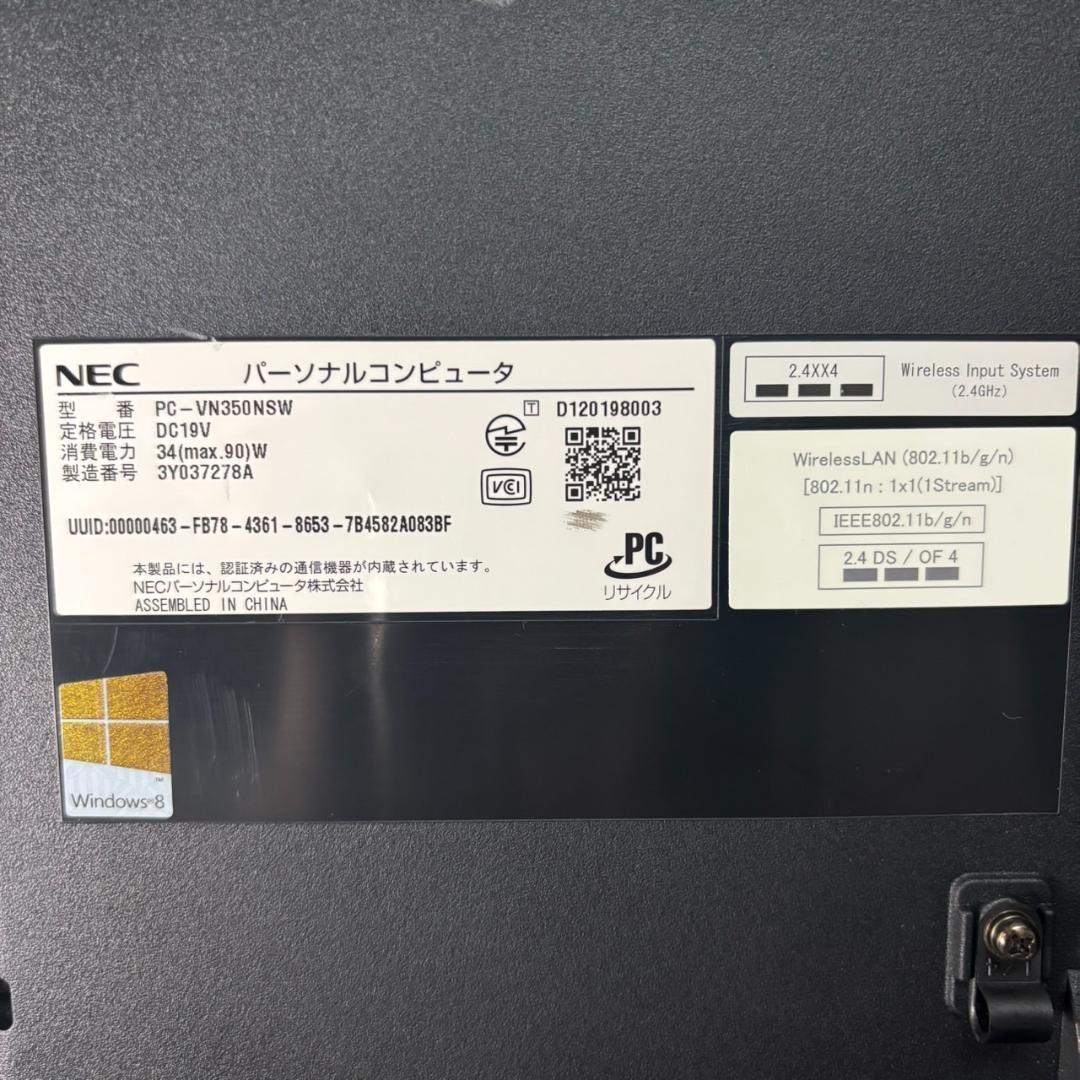 NEC パーソナルコンピュータ
型 番 PC-VN350NSW
定格電圧 DC19V
消費電力 34(max.90)W
製造番号 3Y037278A
T D120198003
VCI
UUID:00000463-FB78-4361-8653-7B4582A083BF
本製品には、認証済みの通信機器が内蔵されています。
NECパーソナルコンピュータ株式会社
ASSEMBLED IN CHINA
PC
リサイクル
2.4XX4
Wireless Input System
(2.4GHz)
WirelessLAN (802.11b/g/n)
[802.11n : 1x1(1Stream)]
IEEE802.11b/g/n
2.4 DS / OF 4
Windows®8
TM